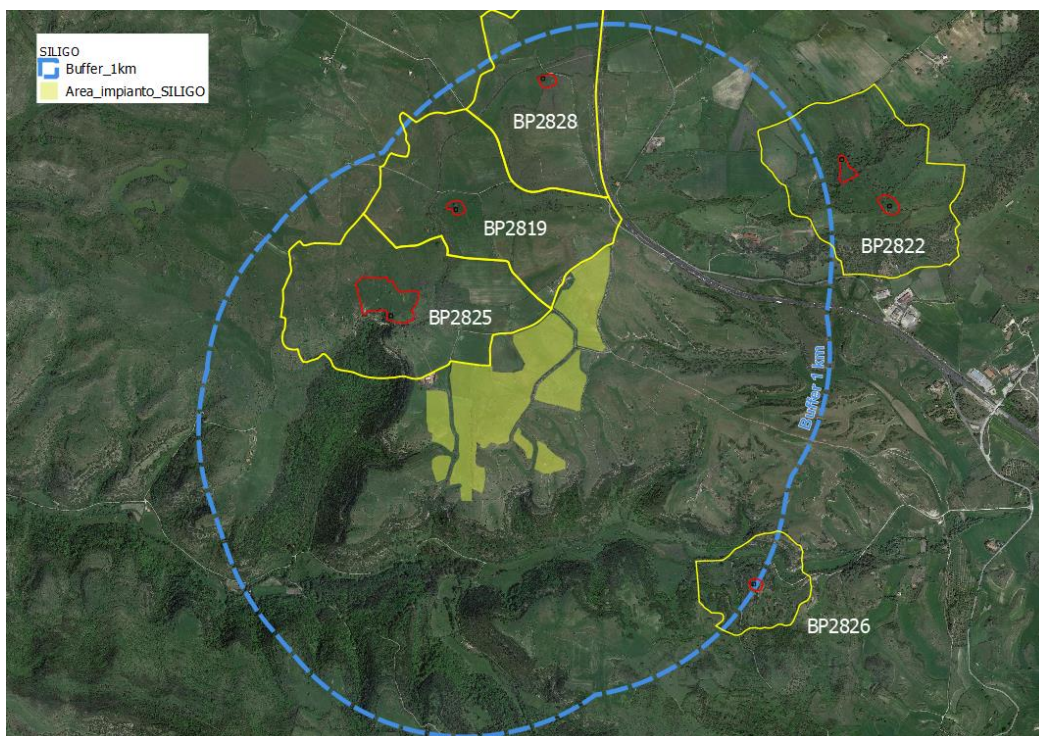 SILIGO
Buffer_1km
Area_impianto_SILIGO
BP2828
BP2819
BP2822
BP2825
Buffer 1 km
BP2826